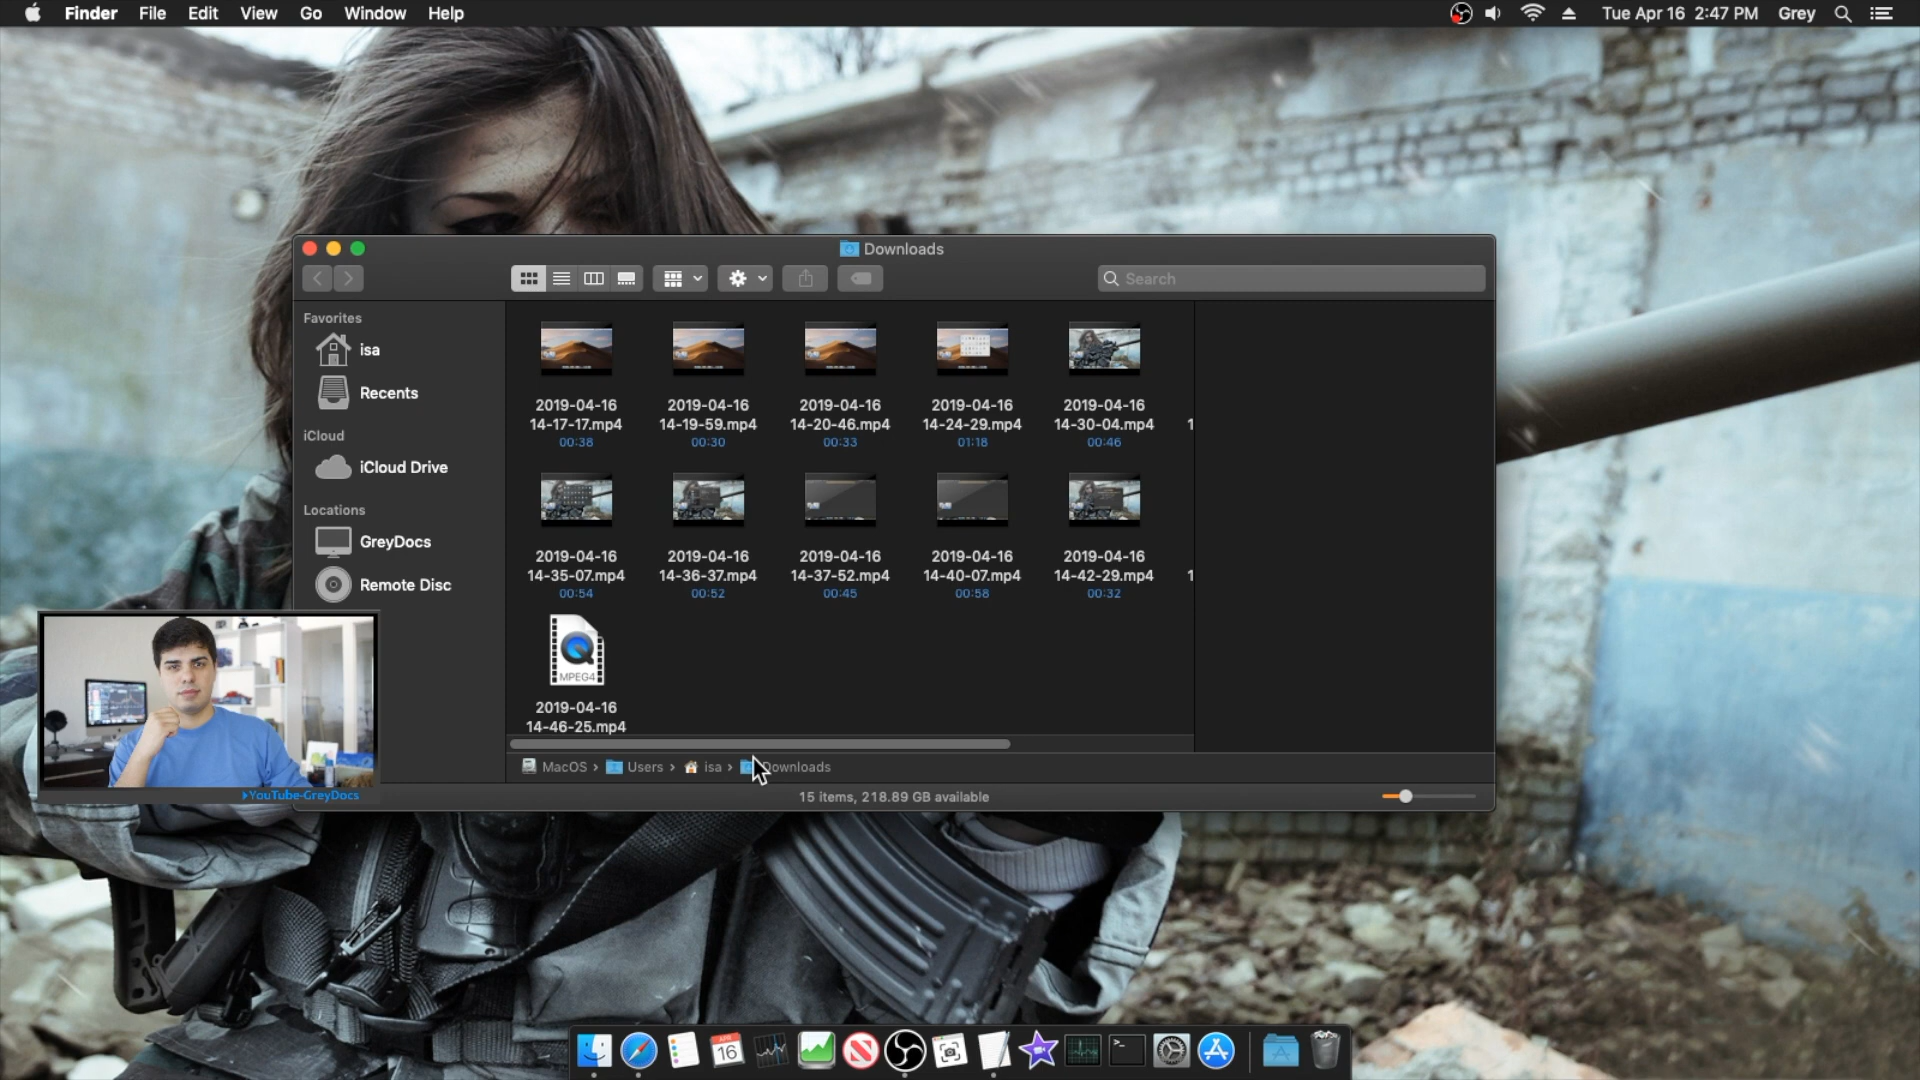 Finder File Edit View Go Window Help
Tue Apr 16 2:47 PM Grey
Downloads
Search
Favorites
isa
Recents
iCloud
iCloud Drive
Locations
GreyDocs
Remote Disc
2019-04-16 2019-04-16 2019-04-16 2019-04-16 2019-04-16
14-17-17.mp4 14-19-59.mp4 14-20-46.mp4 14-24-29.mp4 14-30-04.mp4 1
00:38 00:30 00:33 01:18 00:46
2019-04-16 2019-04-16 2019-04-16 2019-04-16 2019-04-16
14-35-07.mp4 14-36-37.mp4 14-37-52.mp4 14-40-07.mp4 14-42-29.mp4 1
00:54 00:52 00:45 00:58 00:32
MPEG4
2019-04-16
14-46-25.mp4
MacOS › Users › isa › Downloads
YouTube-GreyDocs
15 items, 218.89 GB available
APR
16